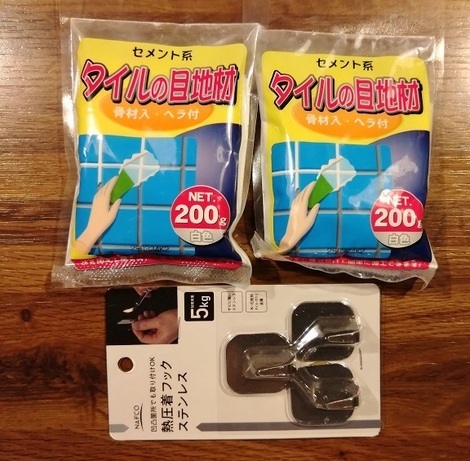 セメント系
タイルの目地材
骨材入・ヘラ付
NET.
200g
白色
セメント系
タイルの目地材
骨材入・ヘラ付
NET.
200g
白色
5kg
NAFCO
凹凸箇所でも取り付けOK
熱圧着フック
ステンレス